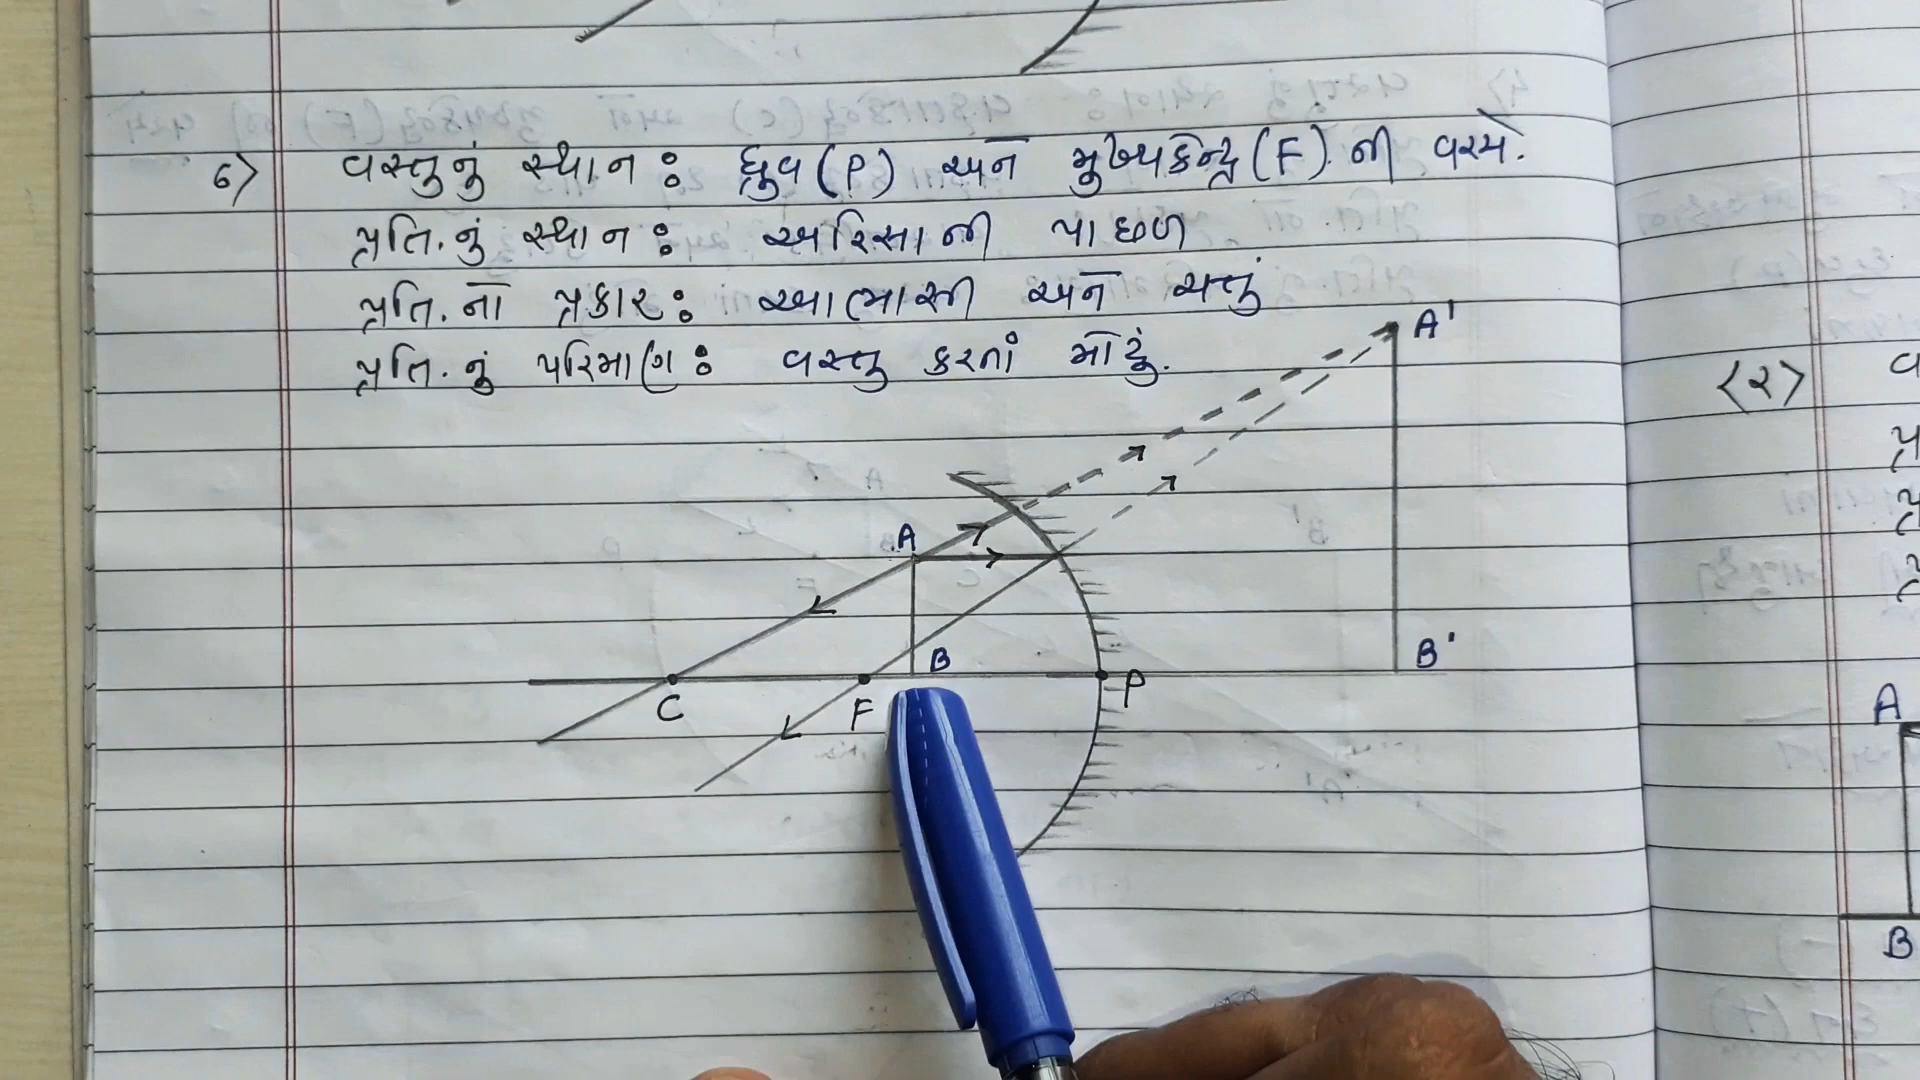 6> વસ્તુનું સ્થાન : ધ્રુવ (P) અને મુખ્યકેન્દ્ર (F) ની વચ્ચે.
પ્રતિ.નું સ્થાન : અરિસાની પાછળ
પ્રતિ.નો પ્રકાર : આભાસી અને ચત્તું
પ્રતિ.નું પરિમાણ : વસ્તુ કરતાં મોટું.
A'
<૨>
A
B
B'
C
F
P
A
B